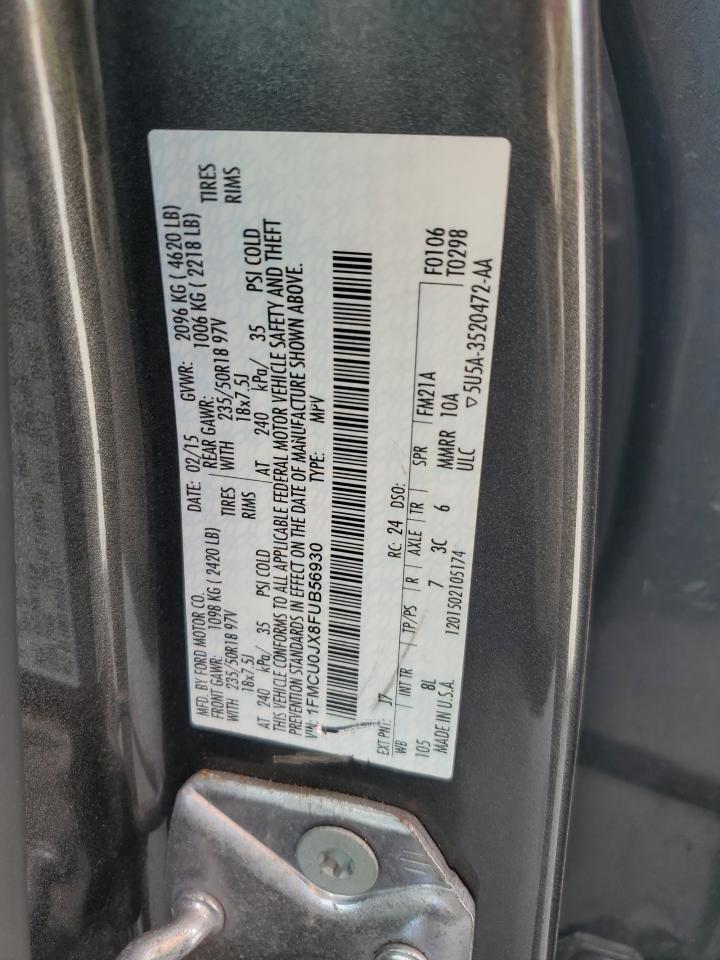 MFD. BY FORD MOTOR CO.
DATE: 02/15 GVWR: 2096 KG ( 4620 LB)
FRONT GAWR: 1098 KG ( 2420 LB) REAR GAWR: 1006 KG ( 2218 LB)
WITH 235/50R18 97V TIRES WITH 235/50R18 97V TIRES
18x7.5J RIMS 18x7.5J RIMS
AT 240 kPa/ 35 PSI COLD AT 240 kPa/ 35 PSI COLD
THIS VEHICLE CONFORMS TO ALL APPLICABLE FEDERAL MOTOR VEHICLE SAFETY AND THEFT
PREVENTION STANDARDS IN EFFECT ON THE DATE OF MANUFACTURE SHOWN ABOVE.
VIN: 1FMCU0JX8FUB56930 TYPE: MPV
EXT PNT: J7 RC: 24 DSO: F0106
WB INT TR TP/PS R AXLE TR SPR FM21A T0298
105 8L 7 3C 6 MMRR 10A
MADE IN U.S.A. 1201502105174 ULC ▽5U5A-3520472-AA